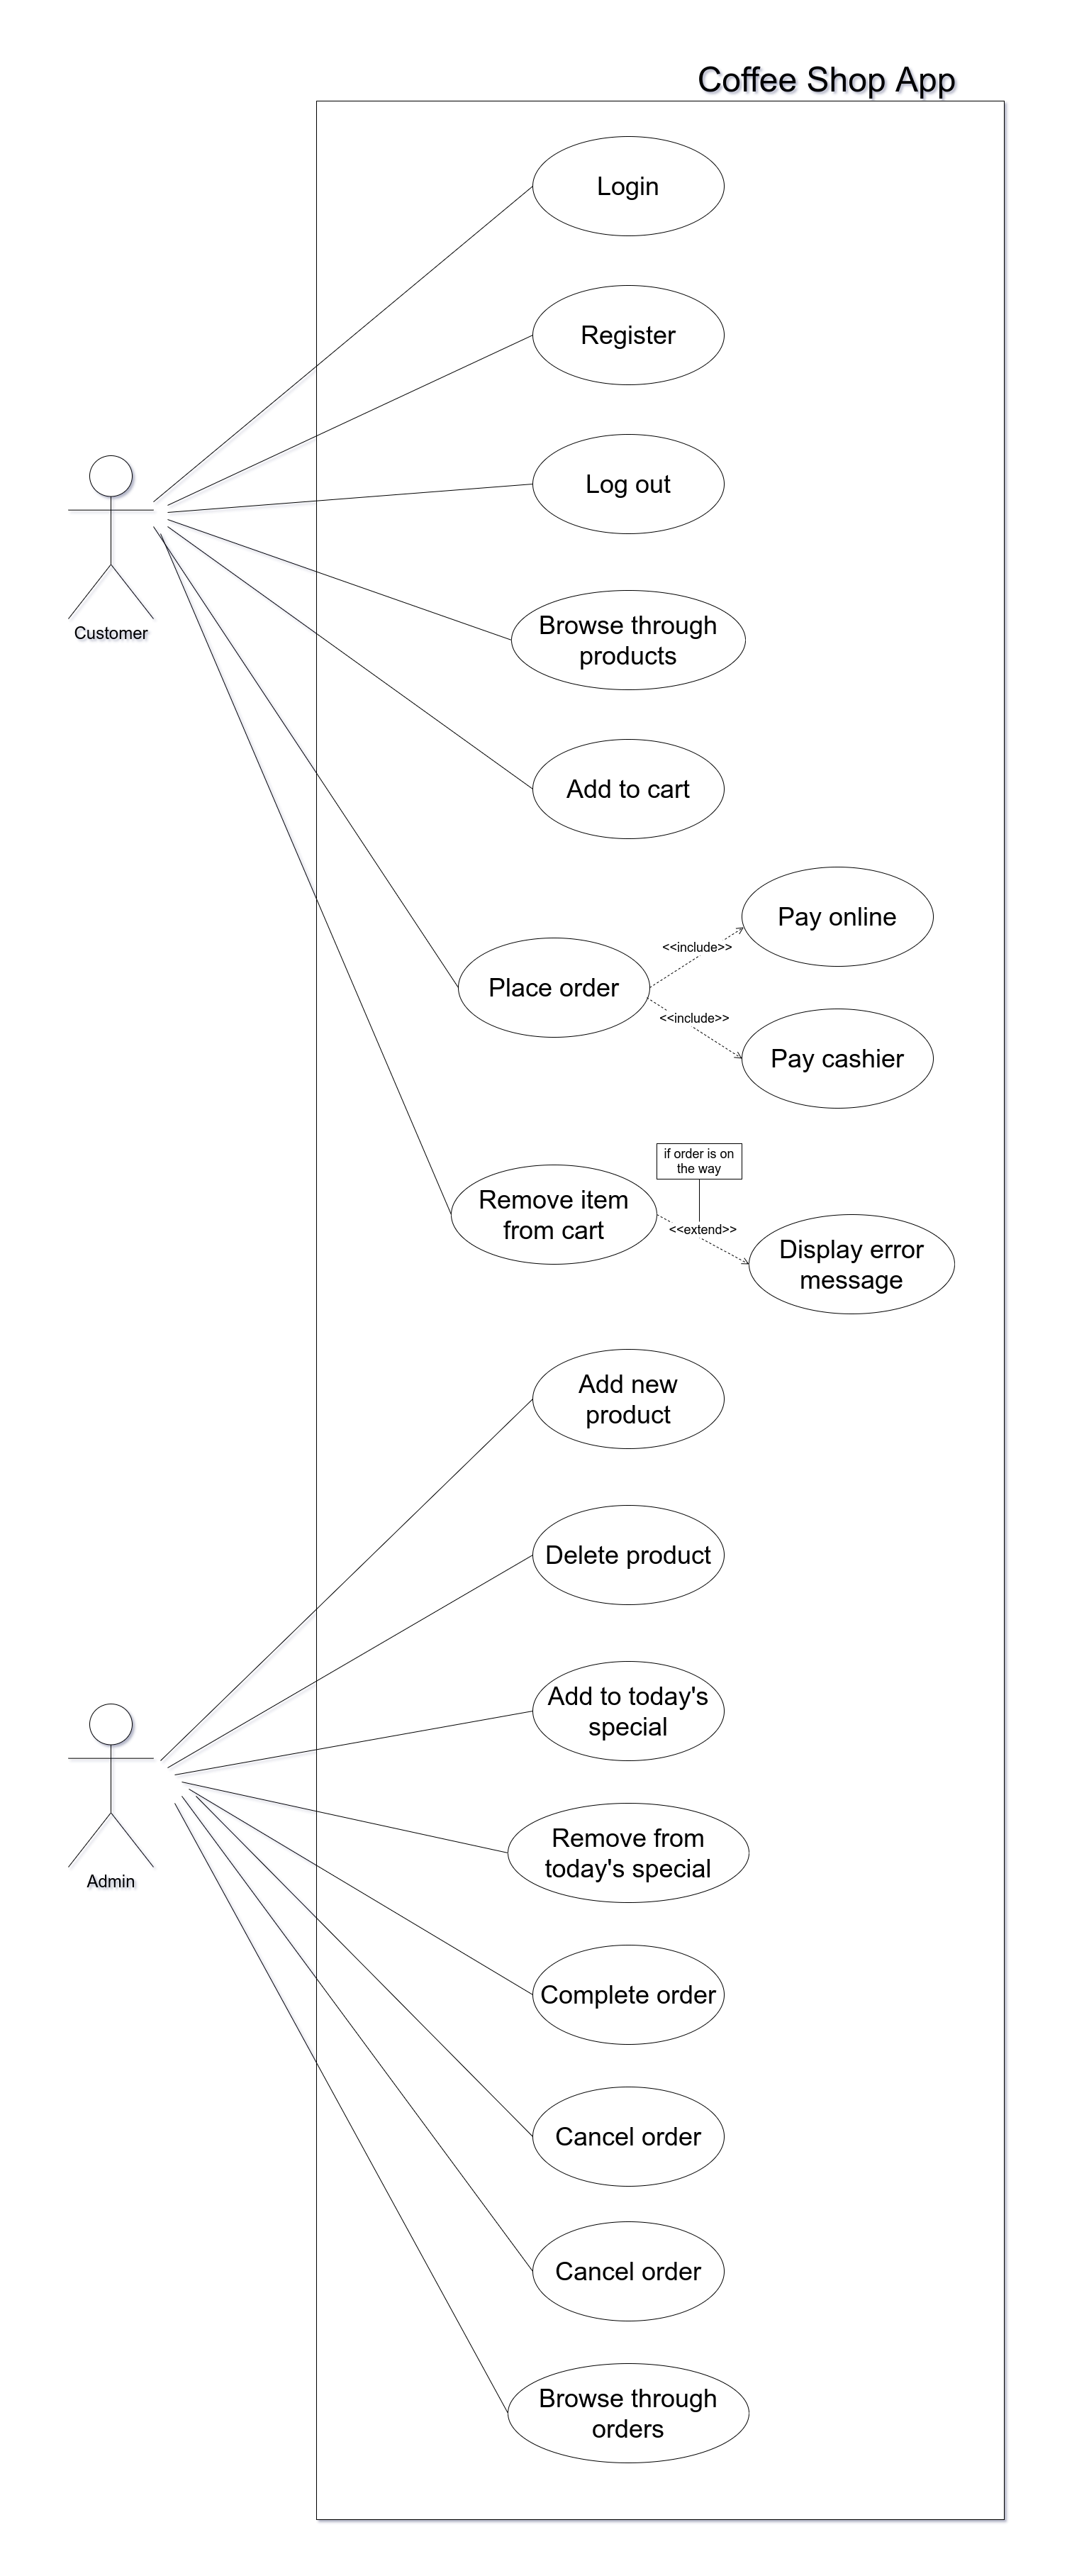 Coffee Shop App
Login
Register
Log out
Customer
Browse through
products
Add to cart
Pay online
<<include>>
Place order
<<include>>
Pay cashier
if order is on
the way
Remove item
from cart
<<extend>>
Display error
message
Add new
product
Delete product
Add to today's
special
Remove from
today's special
Admin
Complete order
Cancel order
Cancel order
Browse through
orders